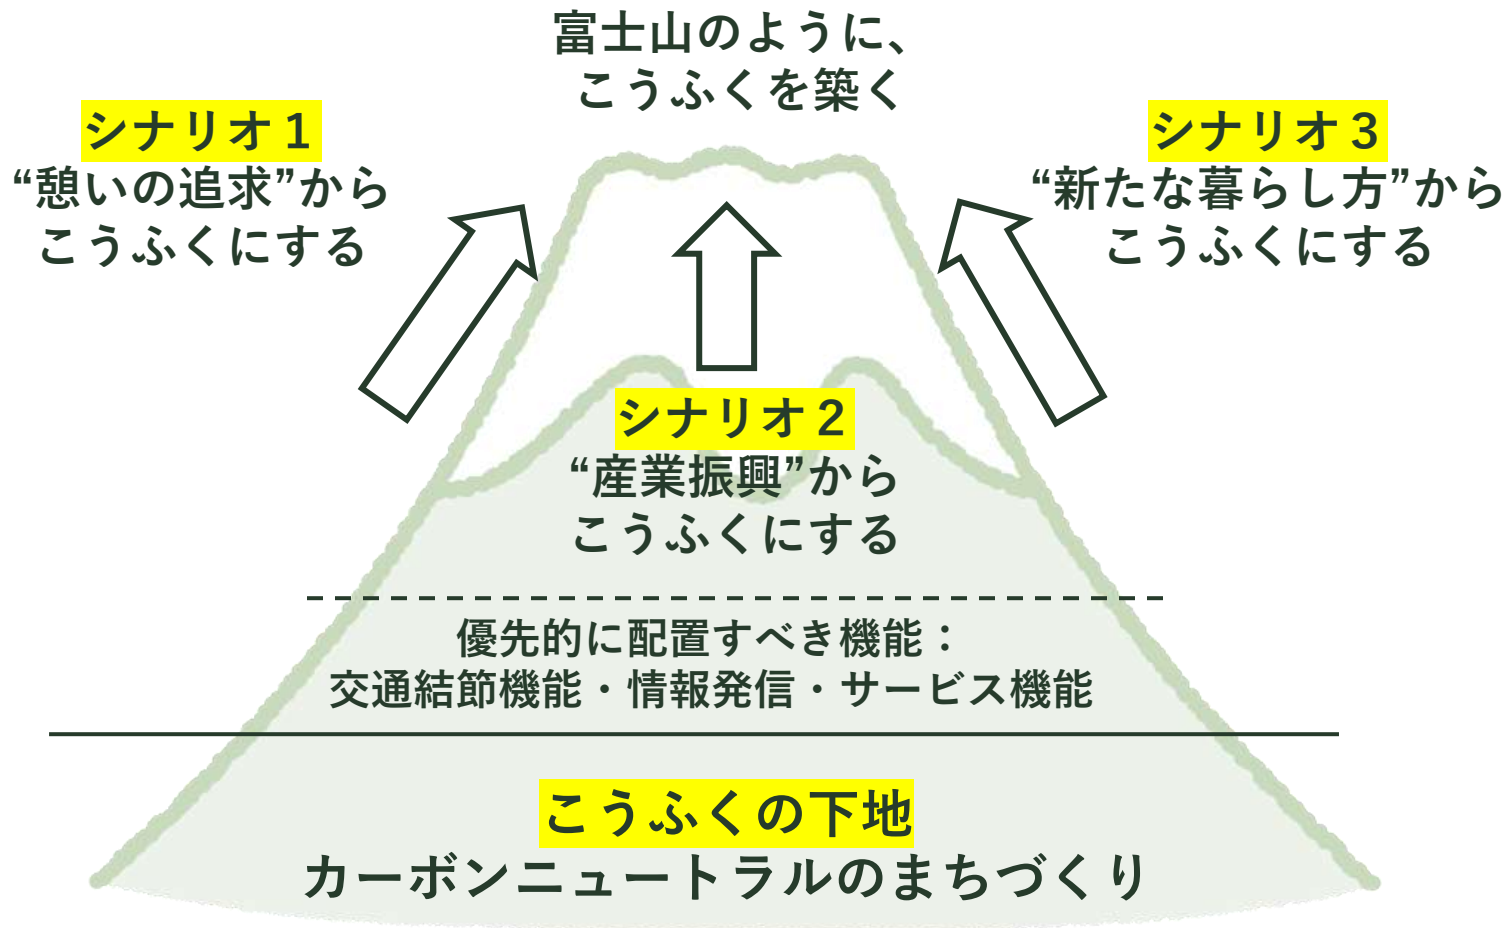 富士山のように、
こうふくを築く
シナリオ１
“憩いの追求”から
こうふくにする
シナリオ３
“新たな暮らし方”から
こうふくにする
シナリオ２
“産業振興”から
こうふくにする
優先的に配置すべき機能：
交通結節機能・情報発信・サービス機能
こうふくの下地
カーボンニュートラルのまちづくり